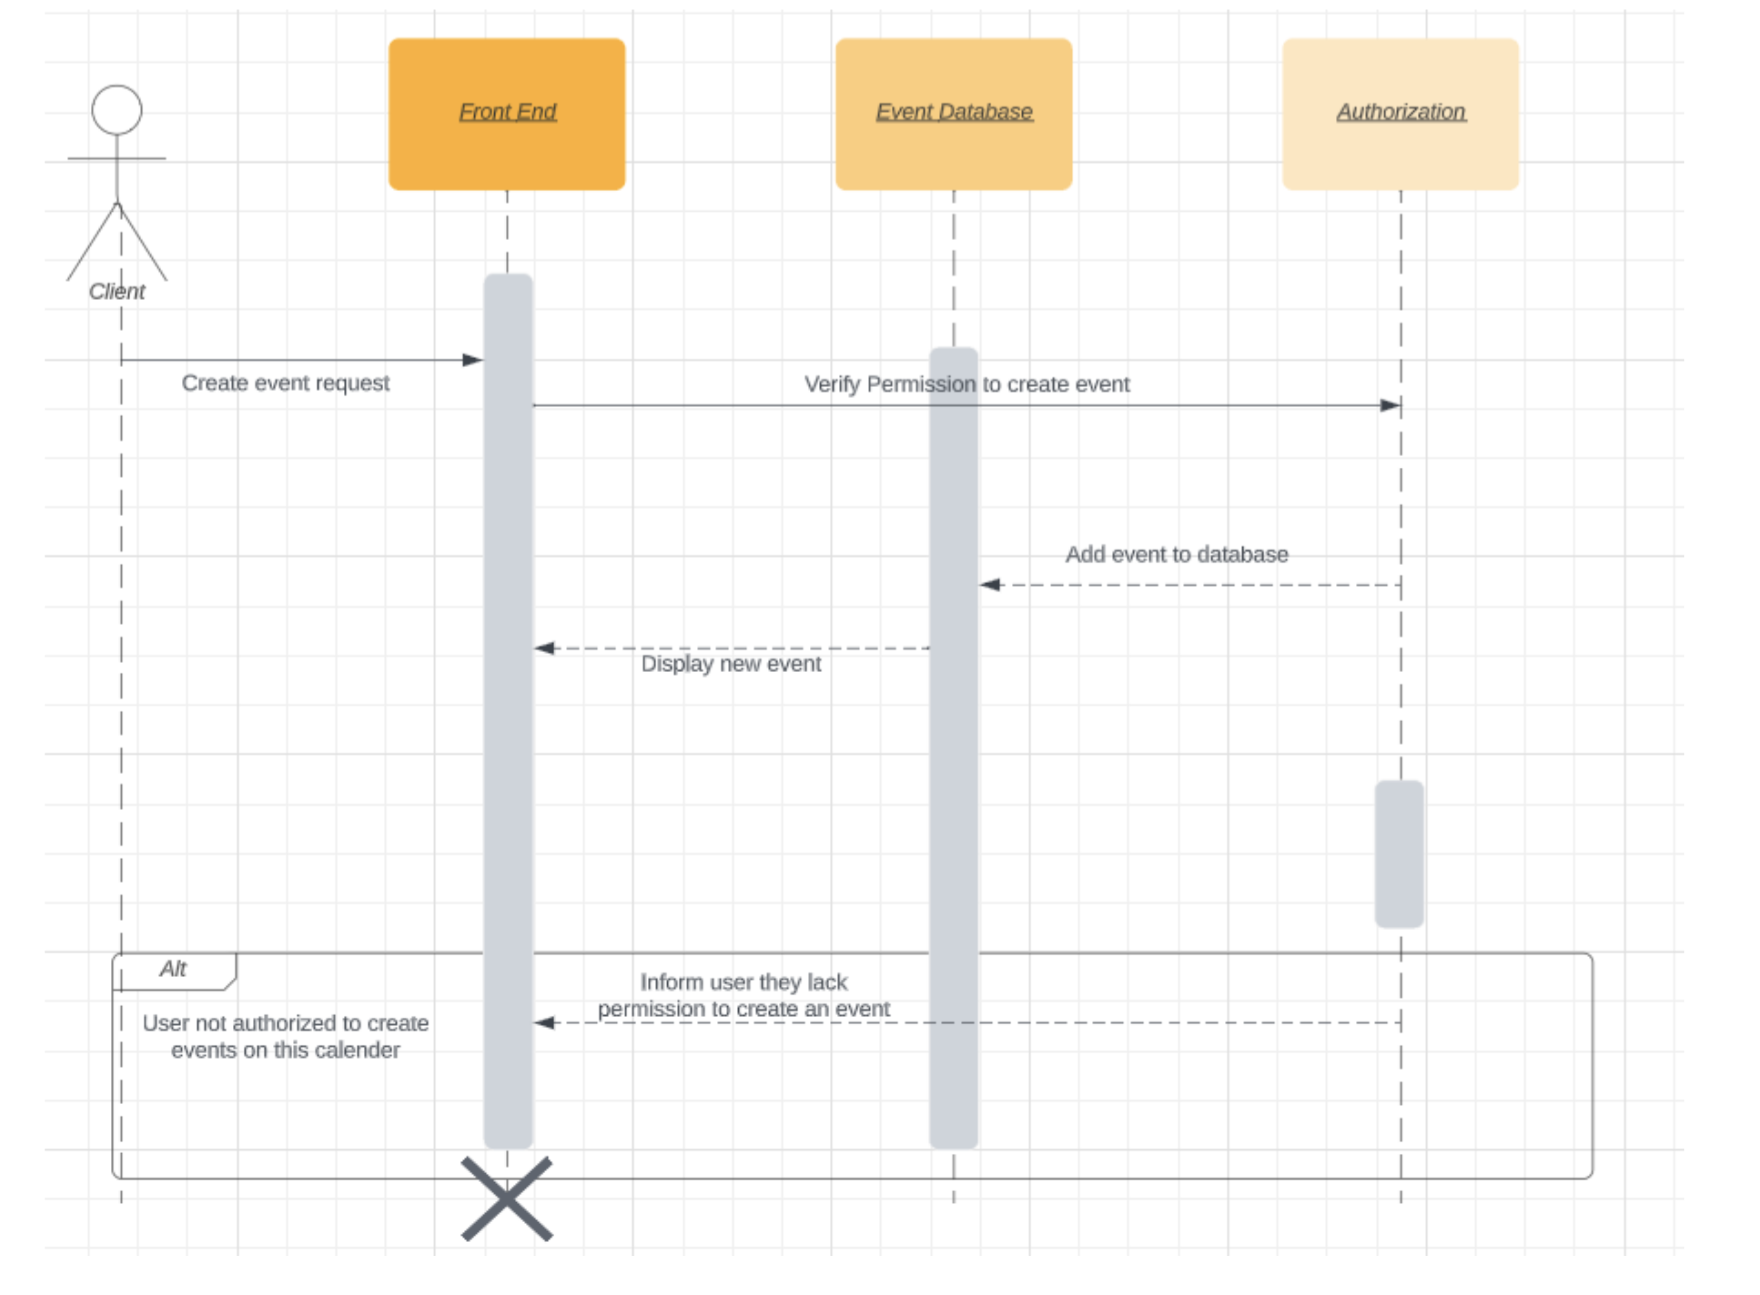 Front End
Event Database
Authorization
Client
Create event request
Verify Permission to create event
Add event to database
Display new event
Alt
Inform user they lack
permission to create an event
User not authorized to create
events on this calender